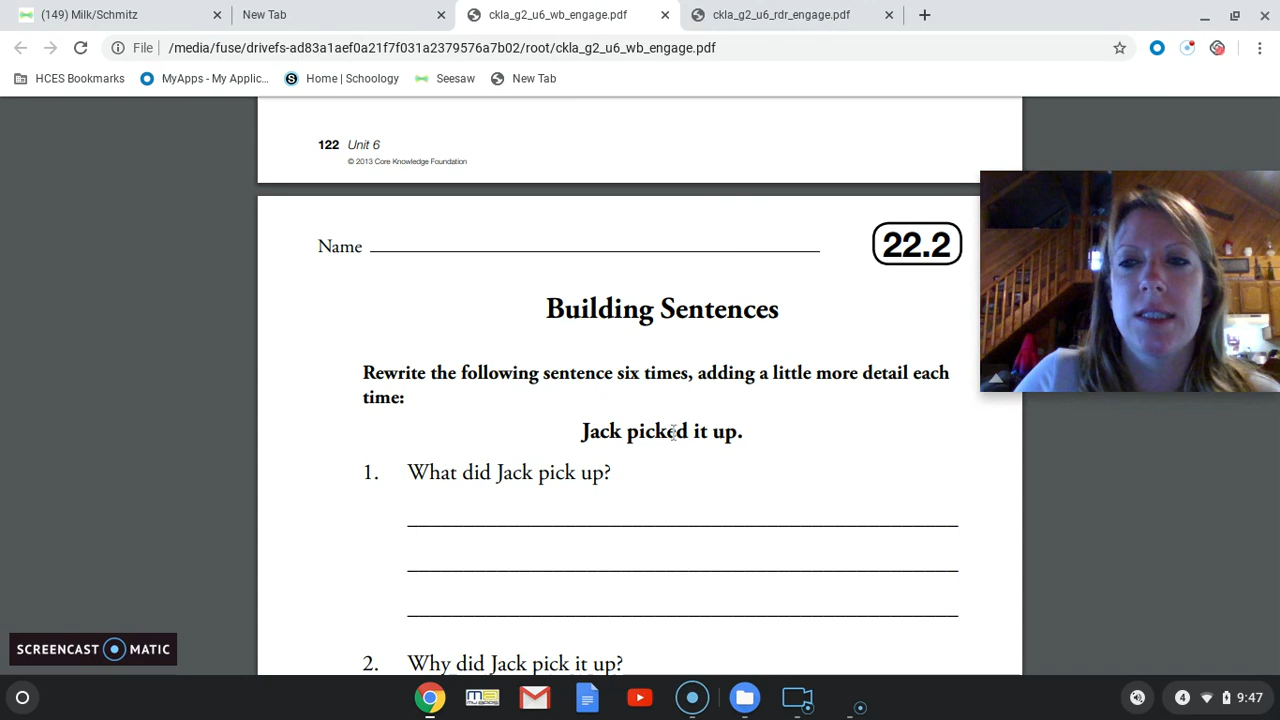 (149) Milk/Schmitz
New Tab
ckla_g2_u6_wb_engage.pdf
ckla_g2_u6_rdr_engage.pdf
File
/media/fuse/drivefs-ad83a1aef0a21f7f031a2379576a7b02/root/ckla_g2_u6_wb_engage.pdf
HCES Bookmarks
MyApps - My Applic...
Home | Schoology
Seesaw
New Tab
122 Unit 6
© 2013 Core Knowledge Foundation
Name
22.2
Building Sentences
Rewrite the following sentence six times, adding a little more detail each
time:
Jack picked it up.
1. What did Jack pick up?
2. Why did Jack pick it up?
SCREENCAST MATIC
4
9:47